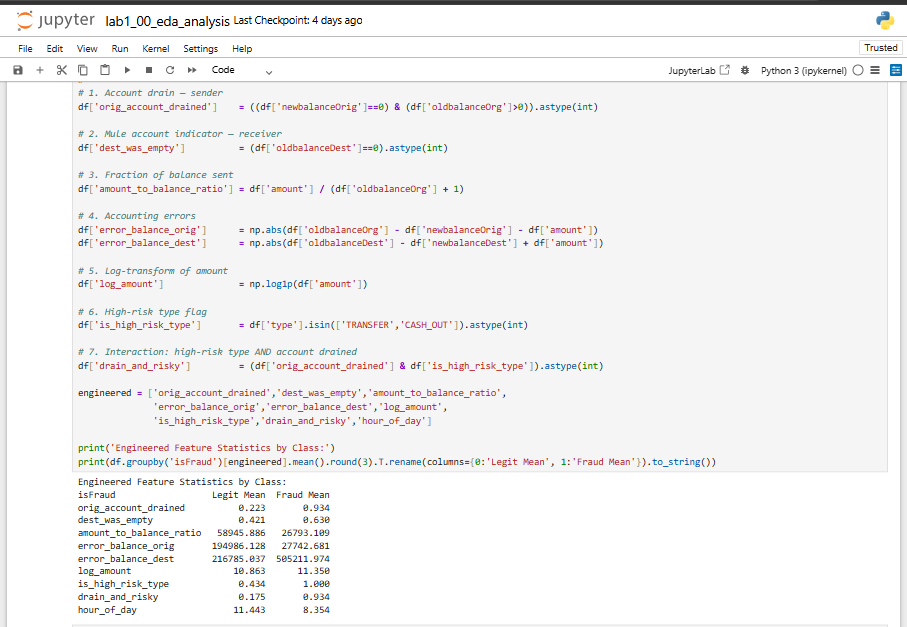 jupyter lab1_00_eda_analysis Last Checkpoint: 4 days ago
File Edit View Run Kernel Settings Help
Trusted
Code
JupyterLab
Python 3 (ipykernel)
# 1. Account drain — sender
df['orig_account_drained'] = ((df['newbalanceOrig']==0) & (df['oldbalanceOrg']>0)).astype(int)
# 2. Mule account indicator — receiver
df['dest_was_empty'] = (df['oldbalanceDest']==0).astype(int)
# 3. Fraction of balance sent
df['amount_to_balance_ratio'] = df['amount'] / (df['oldbalanceOrg'] + 1)
# 4. Accounting errors
df['error_balance_orig'] = np.abs(df['oldbalanceOrg'] - df['newbalanceOrig'] - df['amount'])
df['error_balance_dest'] = np.abs(df['oldbalanceDest'] - df['newbalanceDest'] + df['amount'])
# 5. Log-transform of amount
df['log_amount'] = np.log1p(df['amount'])
# 6. High-risk type flag
df['is_high_risk_type'] = df['type'].isin(['TRANSFER','CASH_OUT']).astype(int)
# 7. Interaction: high-risk type AND account drained
df['drain_and_risky'] = (df['orig_account_drained'] & df['is_high_risk_type']).astype(int)
engineered = ['orig_account_drained','dest_was_empty','amount_to_balance_ratio',
'error_balance_orig','error_balance_dest','log_amount',
'is_high_risk_type','drain_and_risky','hour_of_day']
print('Engineered Feature Statistics by Class:')
print(df.groupby('isFraud')[engineered].mean().round(3).T.rename(columns={0:'Legit Mean', 1:'Fraud Mean'}).to_string())
Engineered Feature Statistics by Class:
isFraud Legit Mean Fraud Mean
orig_account_drained 0.223 0.934
dest_was_empty 0.421 0.630
amount_to_balance_ratio 58945.886 26793.109
error_balance_orig 194986.128 27742.681
error_balance_dest 216785.037 505211.974
log_amount 10.863 11.350
is_high_risk_type 0.434 1.000
drain_and_risky 0.175 0.934
hour_of_day 11.443 8.354